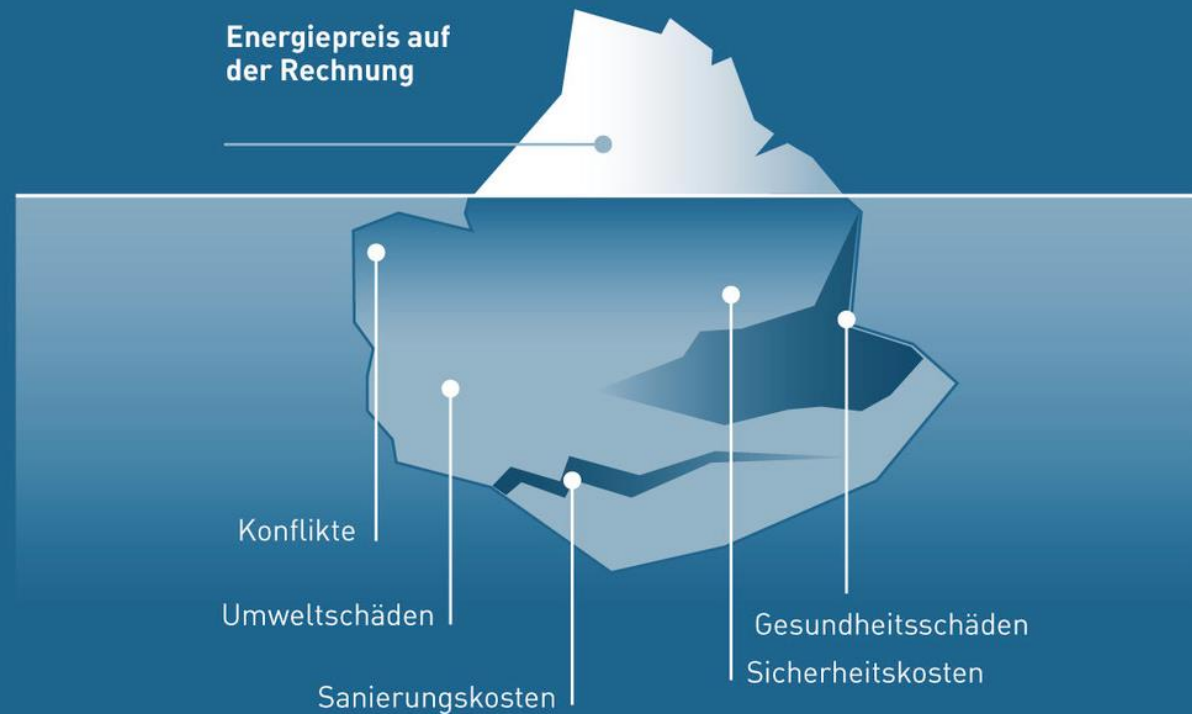 Energiepreis auf
der Rechnung
Konflikte
Umweltschäden
Sanierungskosten
Gesundheitsschäden
Sicherheitskosten